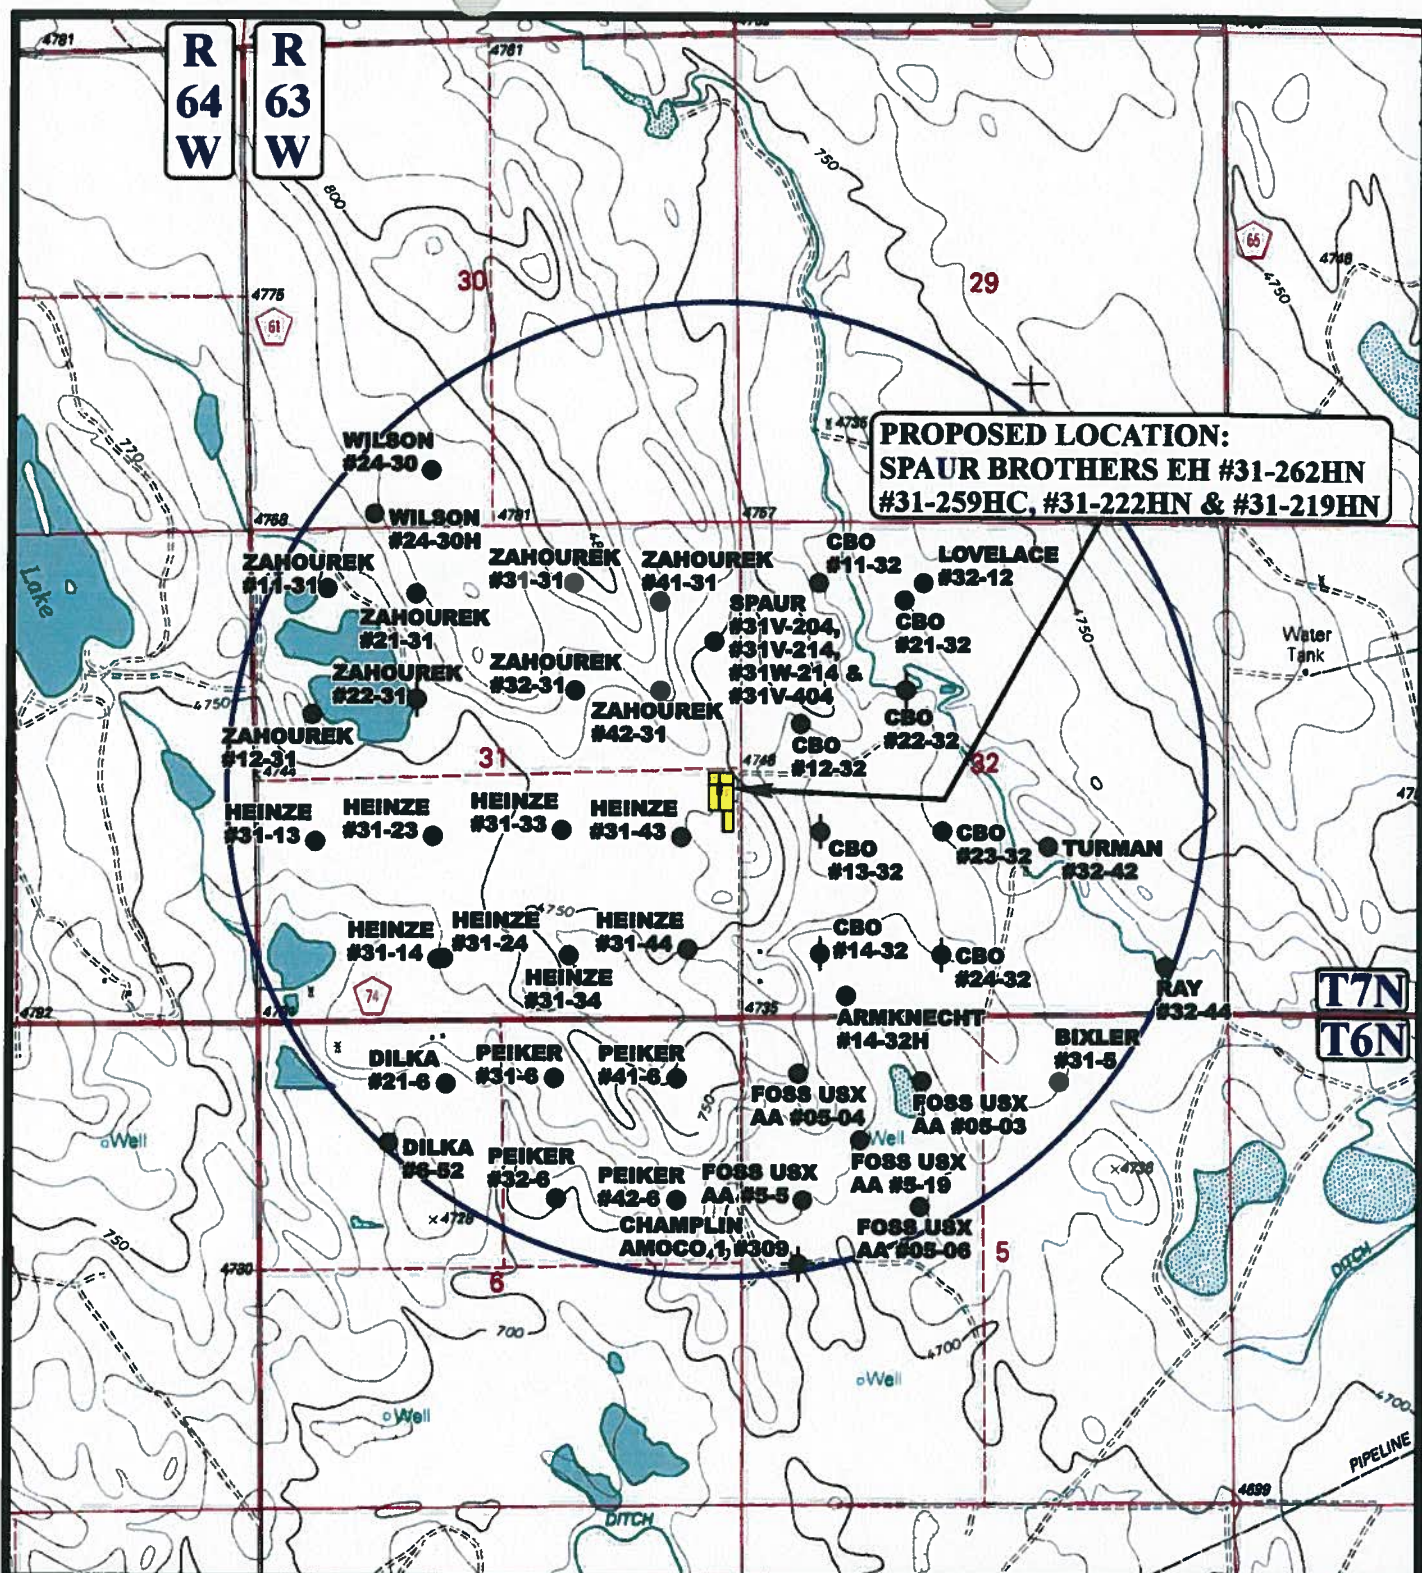 4781
4781
R
64
W
R
63
W
750
800
65
30
29
4748
4750
4775
61
4736
770
PROPOSED LOCATION:
SPAUR BROTHERS EH #31-262HN
#31-259HC, #31-222HN & #31-219HN
WILSON
#24-30
WILSON
#24-30H
4768
4781
4757
Lake
ZAHOUREK
#11-31
ZAHOUREK
#21-31
ZAHOUREK
#31-31
ZAHOUREK
#41-31
CBO
#11-32
LOVELACE
#32-12
SPAUR
#31V-204,
#31V-214,
#31W-214 &
#31V-404
CBO
#21-32
4750
Water
Tank
ZAHOUREK
#22-31
ZAHOUREK
#32-31
ZAHOUREK
#42-31
4750
ZAHOUREK
#12-31
CBO
#22-32
CBO
#12-32
4744
31
4746
32
HEINZE
#31-13
HEINZE
#31-23
HEINZE
#31-33
HEINZE
#31-43
CBO
#13-32
CBO
#23-32
TURMAN
#32-42
4750
HEINZE
#31-14
HEINZE
#31-24
HEINZE
#31-34
HEINZE
#31-44
CBO
#14-32
CBO
#24-32
74
RAY
#32-44
T7N
T6N
4792
4735
ARMKNECHT
#14-32H
BIXLER
#31-5
DILKA
#21-6
PEIKER
#31-6
PEIKER
#41-6
750
FOSS USX
AA #05-04
FOSS USX
AA #05-03
Well
Well
DILKA
#6-52
PEIKER
#32-6
PEIKER
#42-6
FOSS USX
AA #5-5
FOSS USX
AA #5-19
4736
4728
CHAMPLIN
AMOCO 1, #309
FOSS USX
AA #05-06
750
4730
6
5
DITCH
700
4700
Well
Well
4700
PIPELINE
4699
DITCH